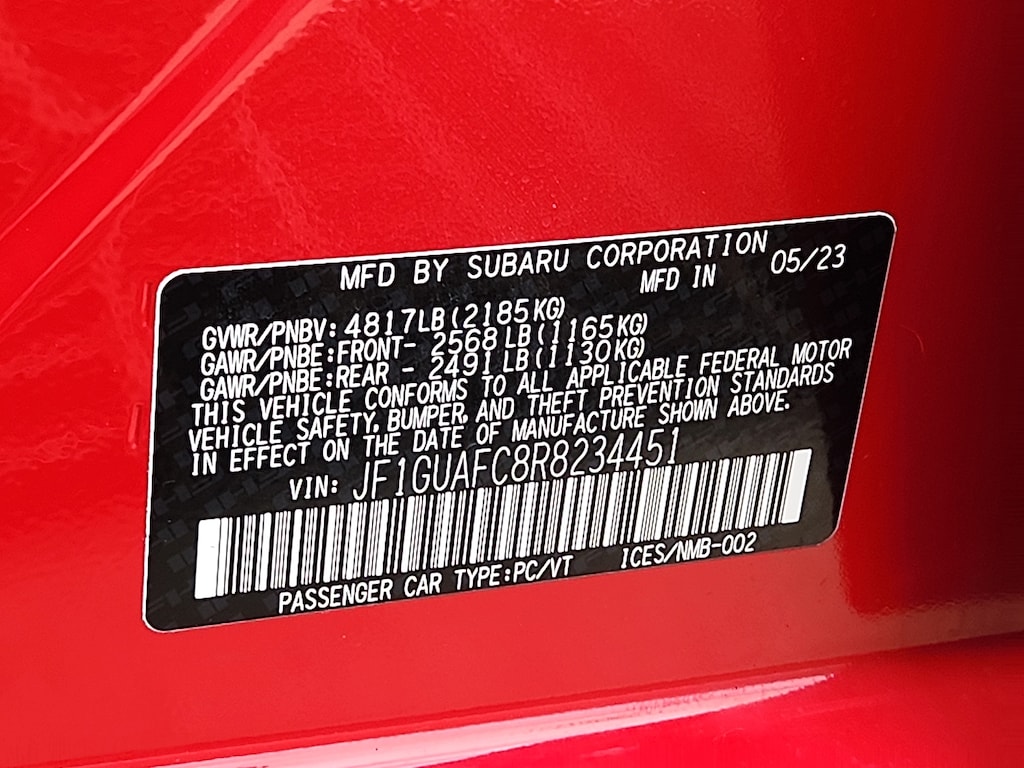 MFD BY SUBARU CORPORATION
MFD IN 05/23
GVWR/PNBV: 4817LB(2185KG)
GAWR/PNBE:FRONT- 2568 LB(1165KG)
GAWR/PNBE:REAR - 2491 LB(1130KG)
THIS VEHICLE CONFORMS TO ALL APPLICABLE FEDERAL MOTOR
VEHICLE SAFETY, BUMPER, AND THEFT PREVENTION STANDARDS
IN EFFECT ON THE DATE OF MANUFACTURE SHOWN ABOVE.
VIN: JF1GUAFC8R8234451
PASSENGER CAR TYPE:PC/VT ICES/NMB-002